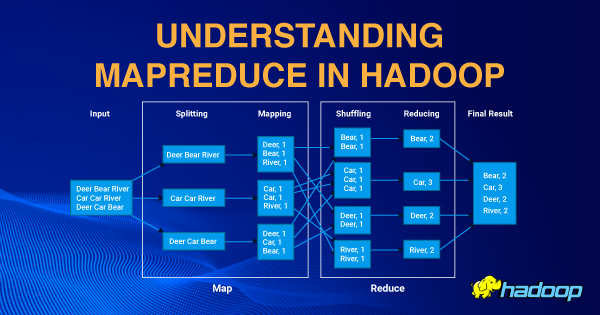 UNDERSTANDING
MAPREDUCE IN HADOOP
Input
Splitting
Mapping
Shuffling
Reducing
Final Result
Deer Bear River
Car Car River
Deer Car Bear
Deer Bear River
Car Car River
Deer Car Bear
Deer, 1
Bear, 1
River, 1
Car, 1
Car, 1
River, 1
Deer, 1
Car, 1
Bear, 1
Bear, 1
Bear, 1
Car, 1
Car, 1
Car, 1
Deer, 1
Deer, 1
River, 1
River, 1
Bear, 2
Car, 3
Deer, 2
River, 2
Bear, 2
Car, 3
Deer, 2
River, 2
Map
Reduce
hadoop